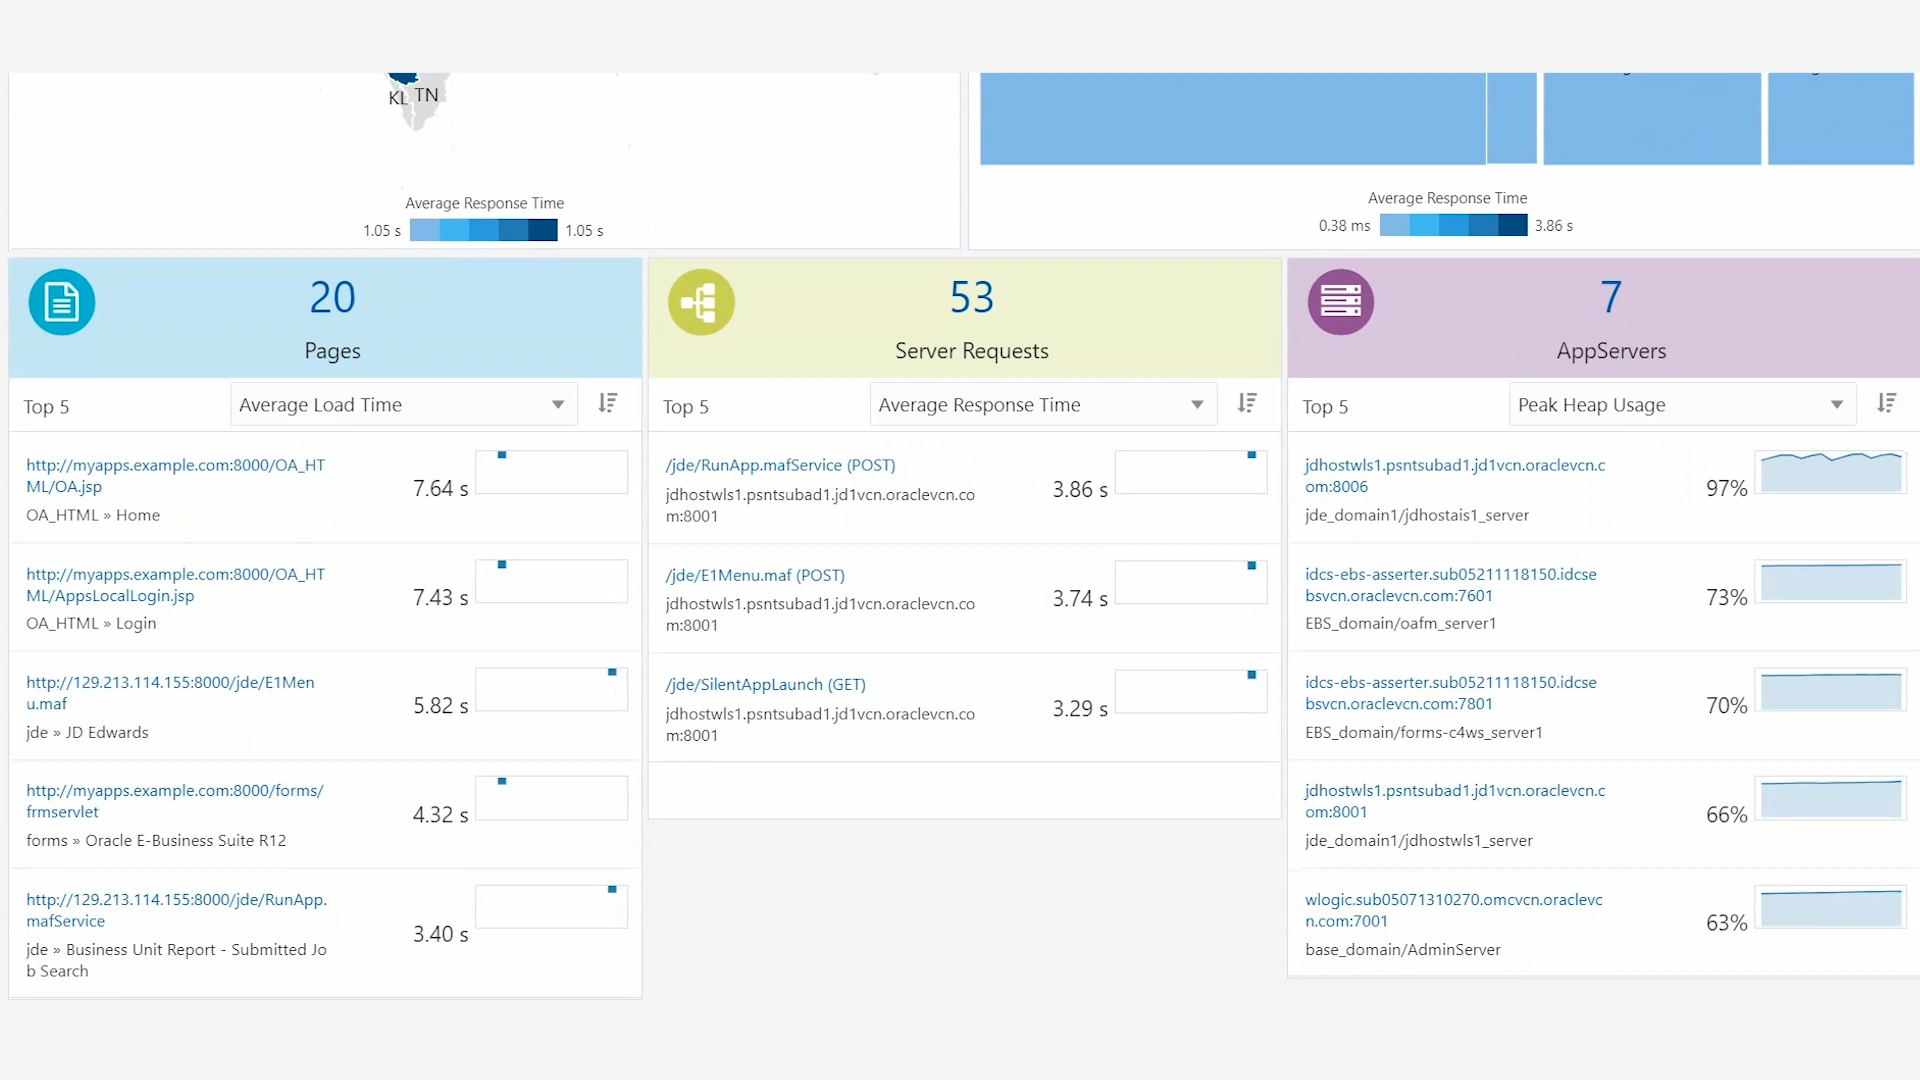 KL TN
Average Response Time
1.05 s 1.05 s
Average Response Time
0.38 ms 3.86 s
20
Pages
Top 5 Average Load Time
http://myapps.example.com:8000/OA_HT
ML/OA.jsp
OA_HTML » Home
7.64 s
http://myapps.example.com:8000/OA_HT
ML/AppsLocalLogin.jsp
OA_HTML » Login
7.43 s
http://129.213.114.155:8000/jde/E1Men
u.maf
jde » JD Edwards
5.82 s
http://myapps.example.com:8000/forms/
frmservlet
forms » Oracle E-Business Suite R12
4.32 s
http://129.213.114.155:8000/jde/RunApp.
mafService
jde » Business Unit Report - Submitted Jo
b Search
3.40 s
53
Server Requests
Top 5 Average Response Time
/jde/RunApp.mafService (POST)
jdhostwls1.psntsubad1.jd1vcn.oraclevcn.co
m:8001
3.86 s
/jde/E1Menu.maf (POST)
jdhostwls1.psntsubad1.jd1vcn.oraclevcn.co
m:8001
3.74 s
/jde/SilentAppLaunch (GET)
jdhostwls1.psntsubad1.jd1vcn.oraclevcn.co
m:8001
3.29 s
7
AppServers
Top 5 Peak Heap Usage
jdhostwls1.psntsubad1.jd1vcn.oraclevcn.c
om:8006
jde_domain1/jdhostais1_server
97%
idcs-ebs-asserter.sub05211118150.idcse
bsvcn.oraclevcn.com:7601
EBS_domain/oafm_server1
73%
idcs-ebs-asserter.sub05211118150.idcse
bsvcn.oraclevcn.com:7801
EBS_domain/forms-c4ws_server1
70%
jdhostwls1.psntsubad1.jd1vcn.oraclevcn.c
om:8001
jde_domain1/jdhostwls1_server
66%
wlogic.sub05071310270.omcvcn.oraclevc
n.com:7001
base_domain/AdminServer
63%